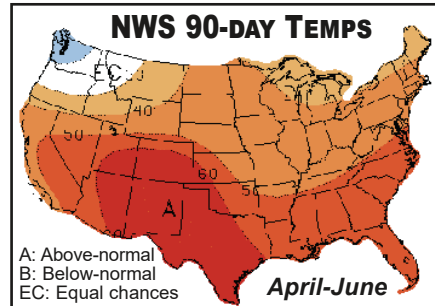 NWS 90-DAY TEMPS
EC
40
50
60
50
A
A: Above-normal
B: Below-normal
EC: Equal chances
April-June